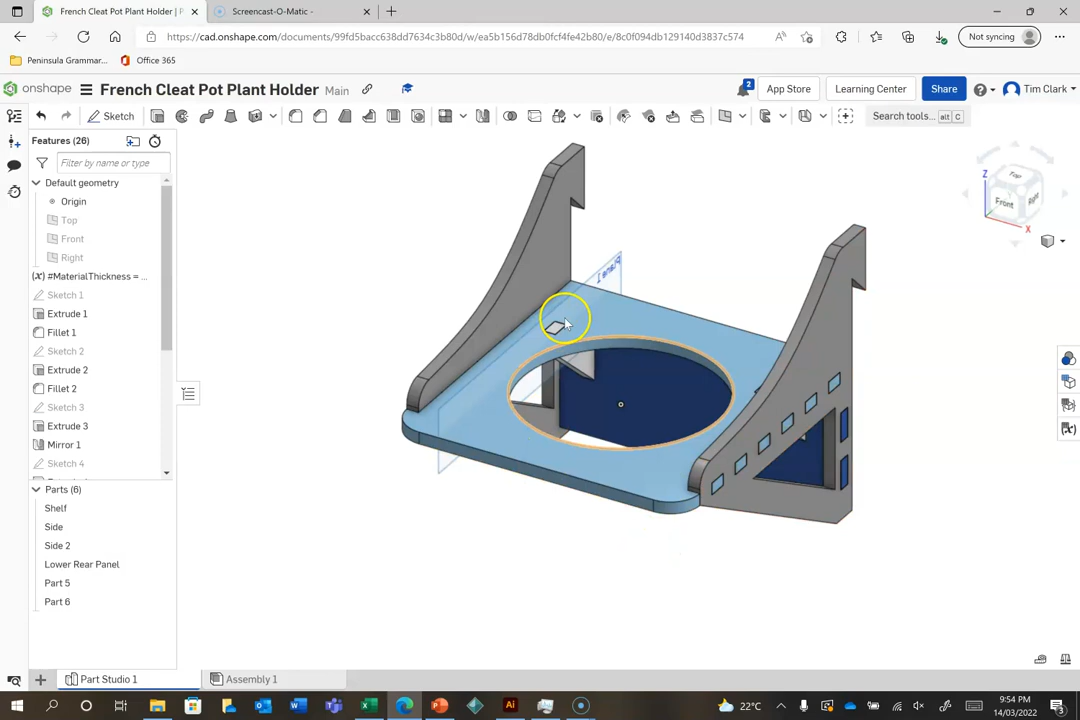 French Cleat Pot Plant Holder |
Screencast-O-Matic -
https://cad.onshape.com/documents/99fd5bacc638dd7634c3b80d/w/ea5b156d78db0fcf4fe42b80/e/8c0f094db129140d3837c574
Not syncing
Peninsula Grammar...
Office 365
onshape
French Cleat Pot Plant Holder
Main
App Store
Learning Center
Share
Tim Clark
Sketch
Search tools...
alt
C
Features (26)
Filter by name or type
Default geometry
Origin
Top
Front
Right
(x) #MaterialThickness = ...
Sketch 1
Extrude 1
Fillet 1
Sketch 2
Extrude 2
Fillet 2
Sketch 3
Extrude 3
Mirror 1
Sketch 4
Parts (6)
Shelf
Side
Side 2
Lower Rear Panel
Part 5
Part 6
Plane 1
Z
Top
Front
Right
X
Part Studio 1
Assembly 1
22°C
9:54 PM
14/03/2022